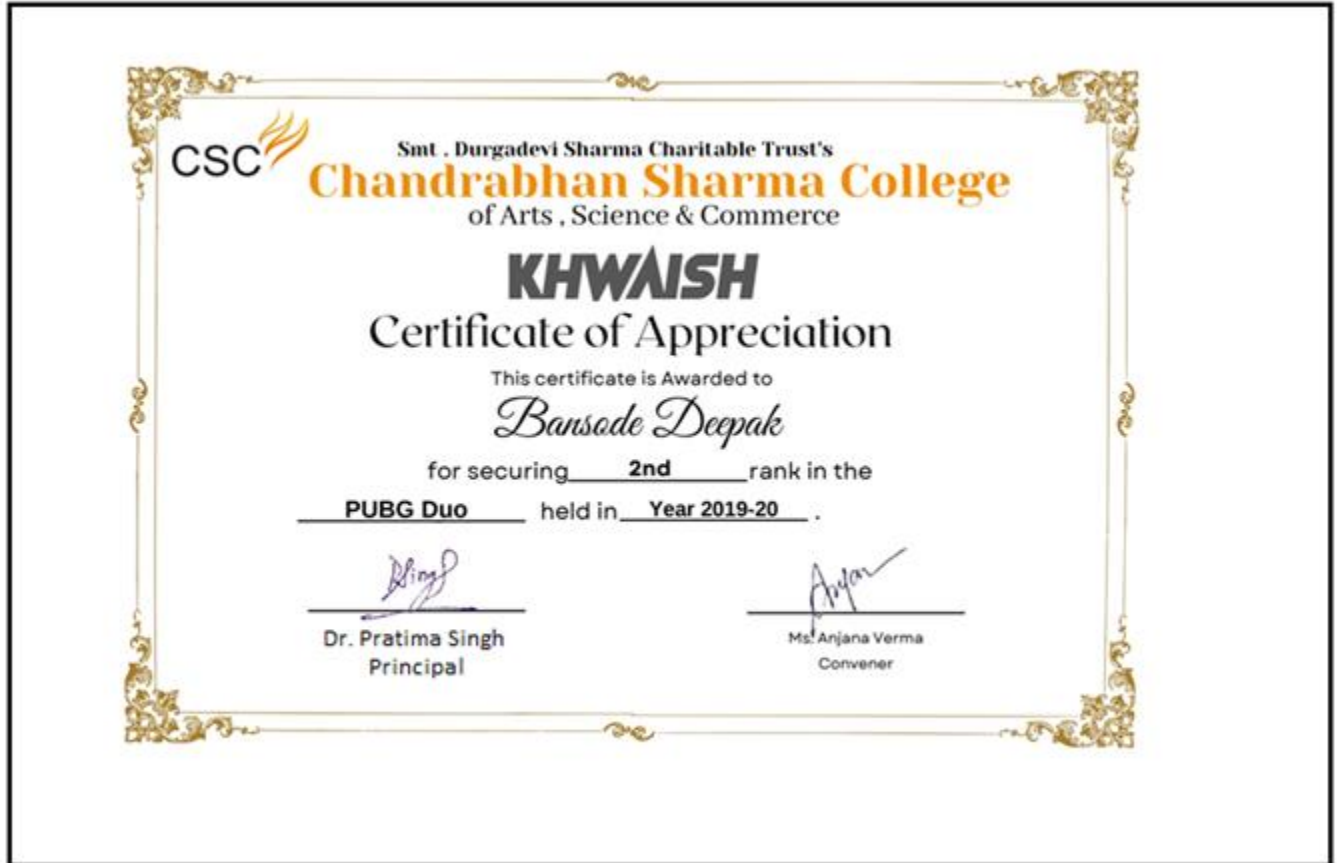 CSC
Smt . Durgadevi Sharma Charitable Trust's
Chandrabhan Sharma College
of Arts , Science & Commerce
KHWAISH
Certificate of Appreciation
This certificate is Awarded to
Bansode Deepak
for securing 2nd rank in the
PUBG Duo held in Year 2019-20 .
Dr. Pratima Singh
Principal
Ms. Anjana Verma
Convener